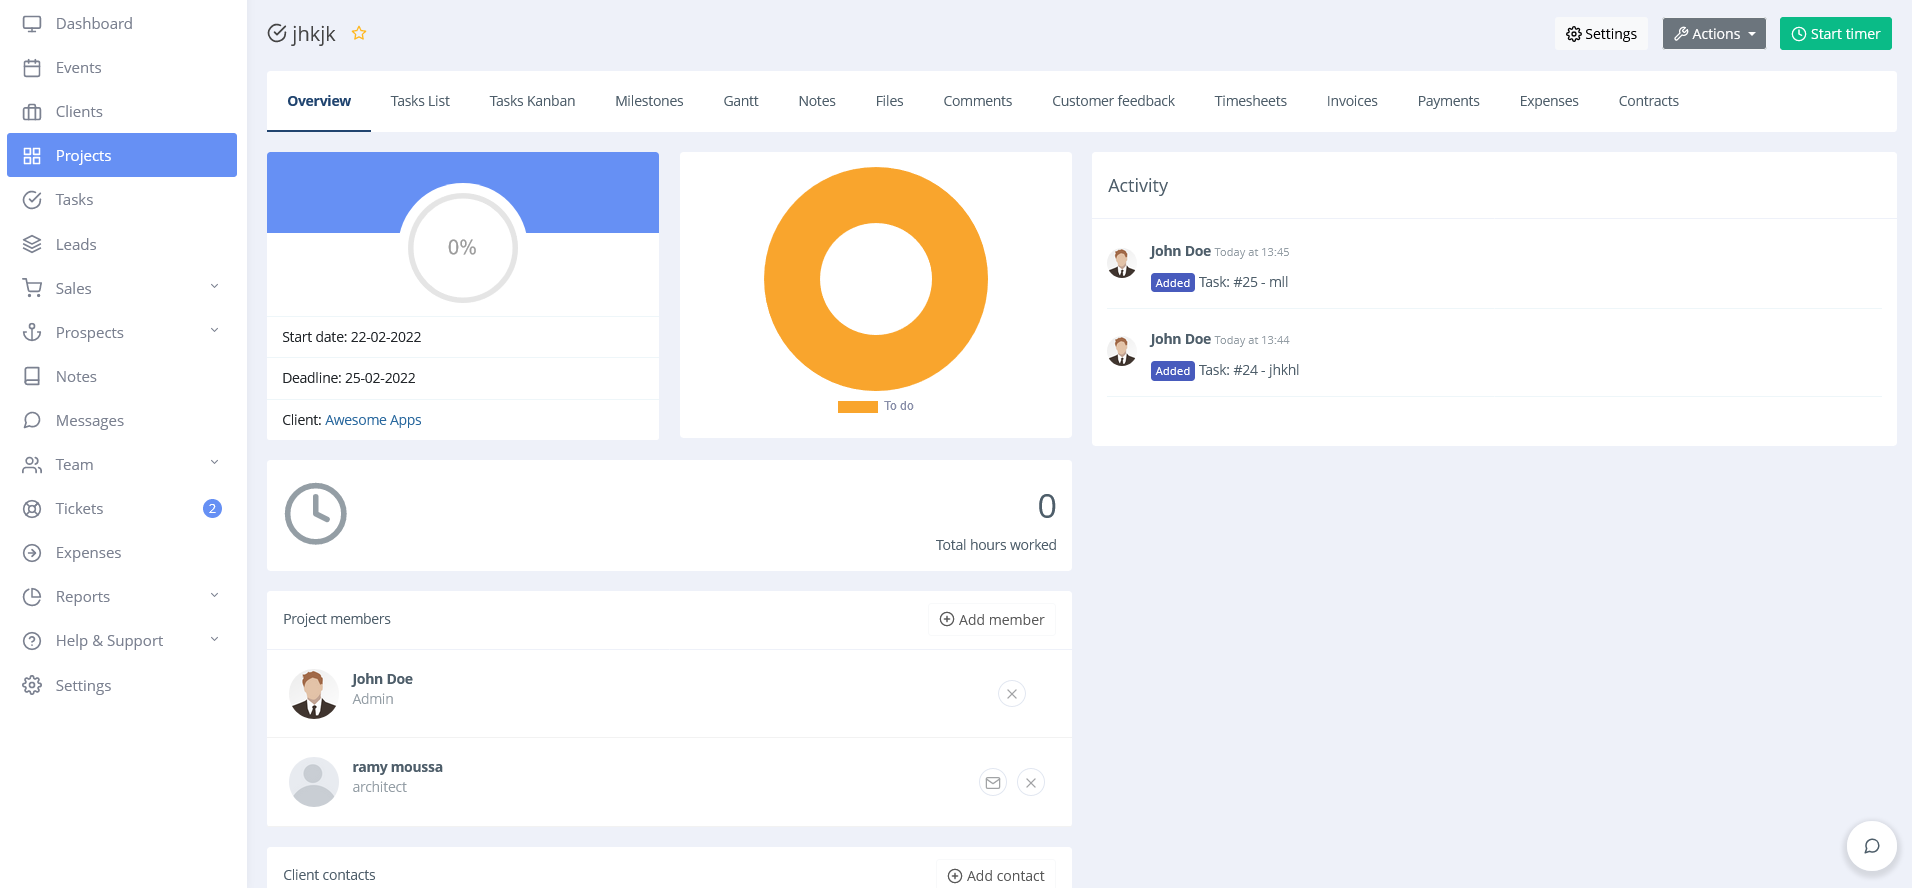 Dashboard
Events
Clients
Projects
Tasks
Leads
Sales
Prospects
Notes
Messages
Team
Tickets 2
Expenses
Reports
Help & Support
Settings
jhkjk
Settings
Actions
Start timer
Overview Tasks List Tasks Kanban Milestones Gantt Notes Files Comments Customer feedback Timesheets Invoices Payments Expenses Contracts
0%
Start date: 22-02-2022
Deadline: 25-02-2022
Client: Awesome Apps
To do
Activity
John Doe Today at 13:45
Added Task: #25 - mll
John Doe Today at 13:44
Added Task: #24 - jhkhl
0
Total hours worked
Project members
Add member
John Doe
Admin
ramy moussa
architect
Client contacts
Add contact